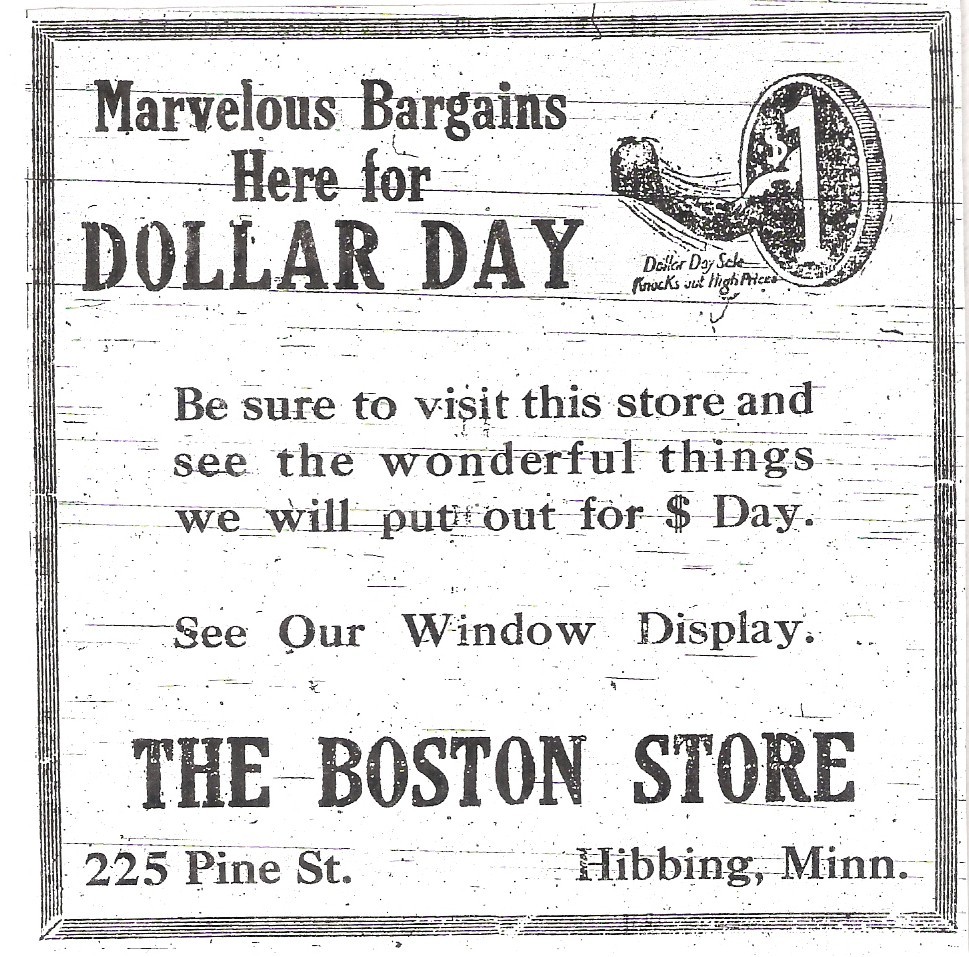 Marvelous Bargains
Here for
DOLLAR DAY
$1
Dollar Day Sale
Knocks out High Prices
Be sure to visit this store and
see the wonderful things
we will put out for $ Day.
See Our Window Display.
THE BOSTON STORE
225 Pine St. Hibbing, Minn.